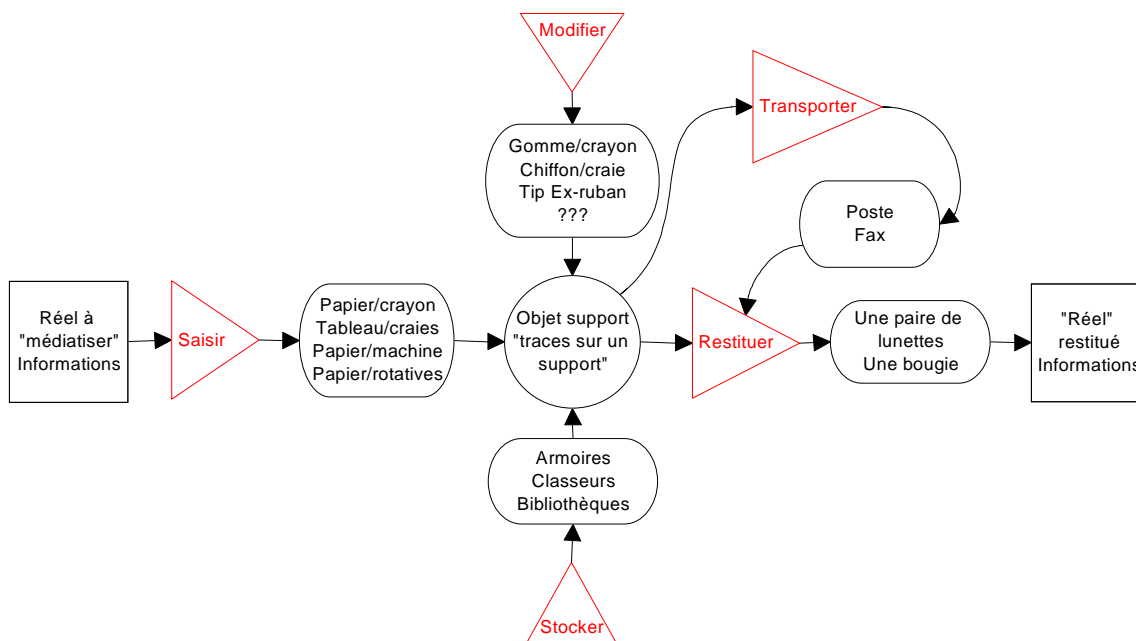 Modifier
Transporter
Gomme/crayon
Chiffon/craie
Tip Ex-ruban
???
Poste
Fax
Réel à
"médiatiser"
Informations
Saisir
Papier/crayon
Tableau/craies
Papier/machine
Papier/rotatives
Objet support
"traces sur un
support"
Restituer
Une paire de
lunettes
Une bougie
"Réel"
restitué
Informations
Armoires
Classeurs
Bibliothèques
Stocker